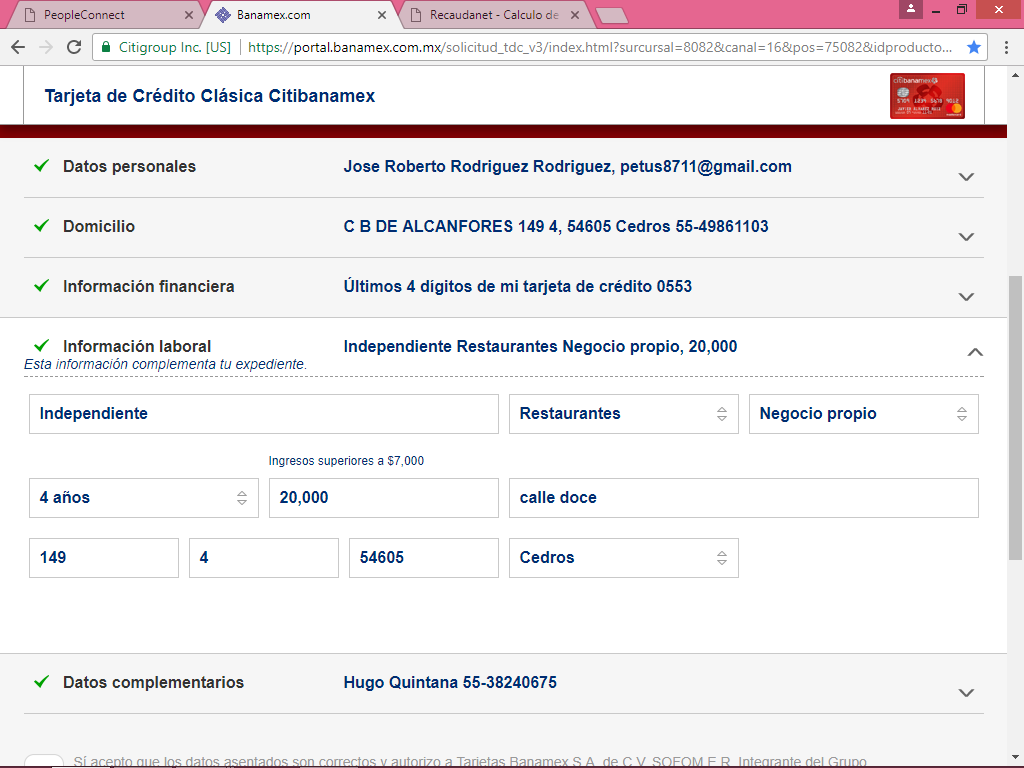 PeopleConnect
Banamex.com
Recaudanet - Calculo de
Citigroup Inc. [US]
https://portal.banamex.com.mx/solicitud_tdc_v3/index.html?surcursal=8082&canal=16&pos=75082&idproducto...
Tarjeta de Crédito Clásica Citibanamex
citibanamex
Datos personales
Jose Roberto Rodriguez Rodriguez, petus8711@gmail.com
Domicilio
C B DE ALCANFORES 149 4, 54605 Cedros 55-49861103
Información financiera
Últimos 4 dígitos de mi tarjeta de crédito 0553
Información laboral
Independiente Restaurantes Negocio propio, 20,000
Esta información complementa tu expediente.
Independiente
Restaurantes
Negocio propio
Ingresos superiores a $7,000
4 años
20,000
calle doce
149
4
54605
Cedros
Datos complementarios
Hugo Quintana 55-38240675
Sí acepto que los datos asentados son correctos y autorizo a Tarjetas Banamex S.A. de C.V. SOFOM E.R. Integrante del Grupo